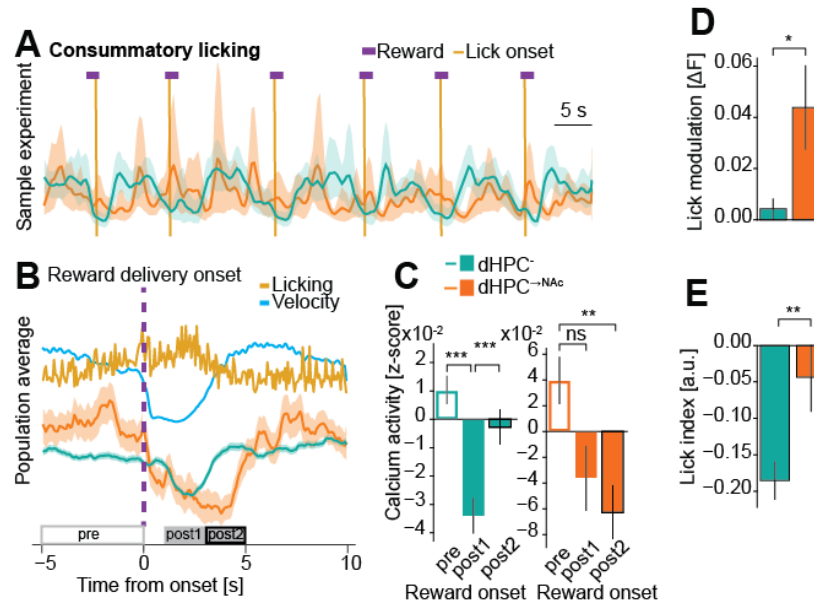 A Consummatory licking
Reward Lick onset
5 s
Sample experiment
B Reward delivery onset
Licking
Velocity
Population average
pre post1 post2
−5 0 5 10
Time from onset [s]
C dHPC-
dHPC→NAc
Calcium activity [z-score]
x10-2
2
1
0
−1
−2
−3
−4
*** ***
pre post1 post2
Reward onset
x10-2
6
4
2
0
−2
−4
−6
−8
ns **
pre post1 post2
Reward onset
D
Lick modulation [ΔF]
0.06
0.04
0.02
0.00
*
E
Lick index [a.u.]
0.00
−0.05
−0.10
−0.15
−0.20
**